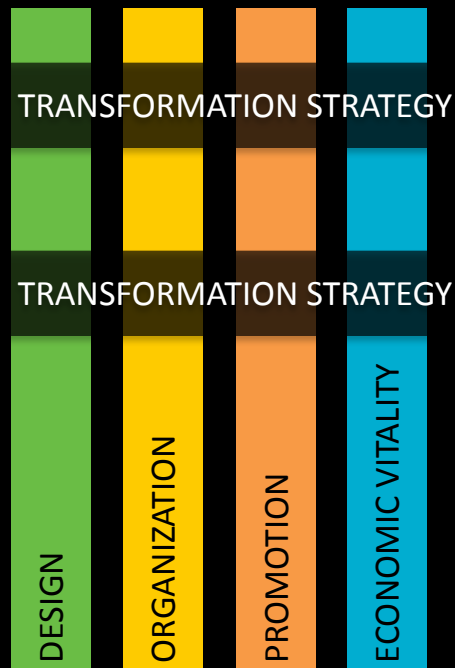 TRANSFORMATION STRATEGY
TRANSFORMATION STRATEGY
DESIGN
ORGANIZATION
PROMOTION
ECONOMIC VITALITY